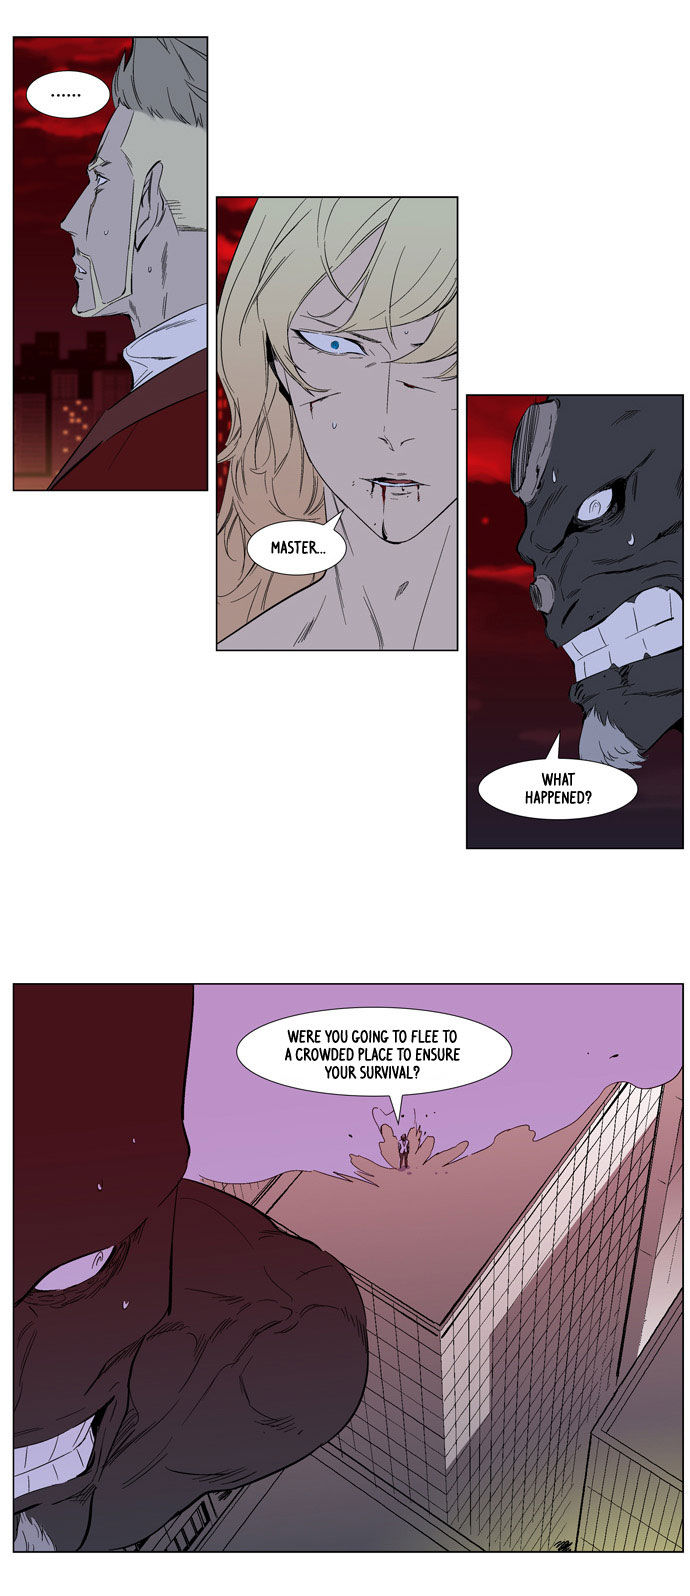 ......
MASTER...
WHAT
HAPPENED?
WERE YOU GOING TO FLEE TO
A CROWDED PLACE TO ENSURE
YOUR SURVIVAL?